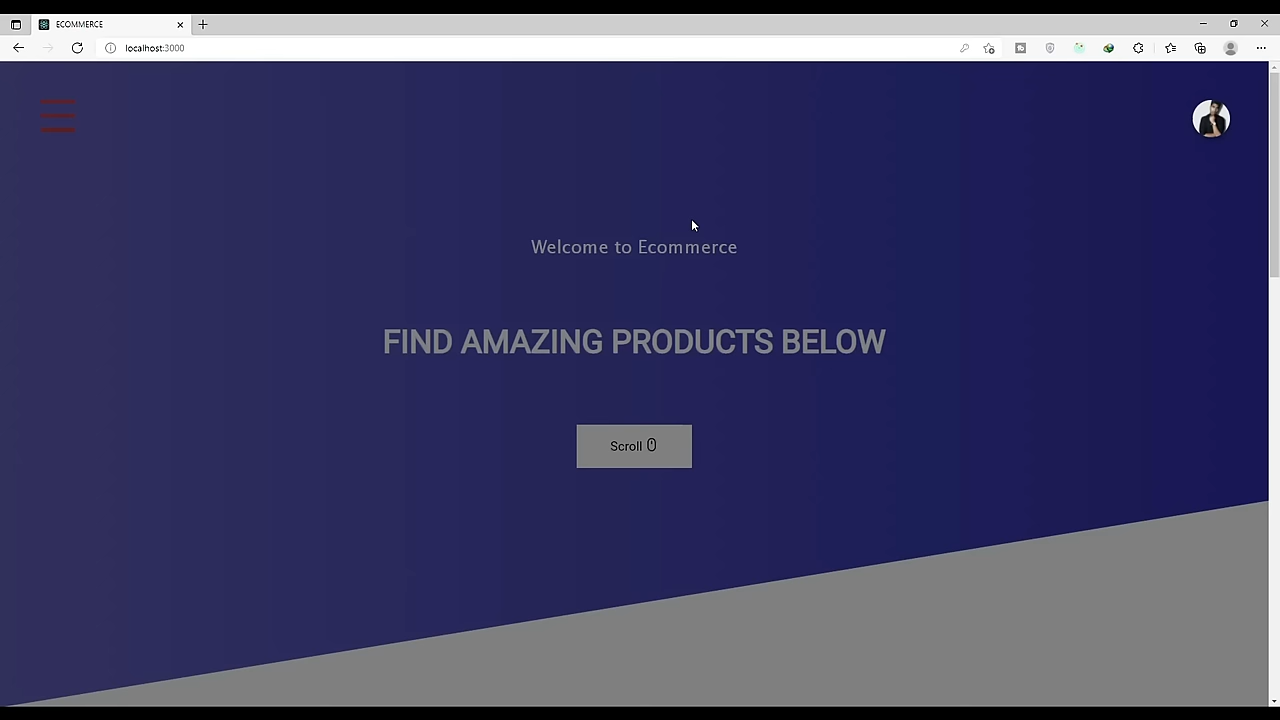 ECOMMERCE
localhost:3000
Welcome to Ecommerce
FIND AMAZING PRODUCTS BELOW
Scroll